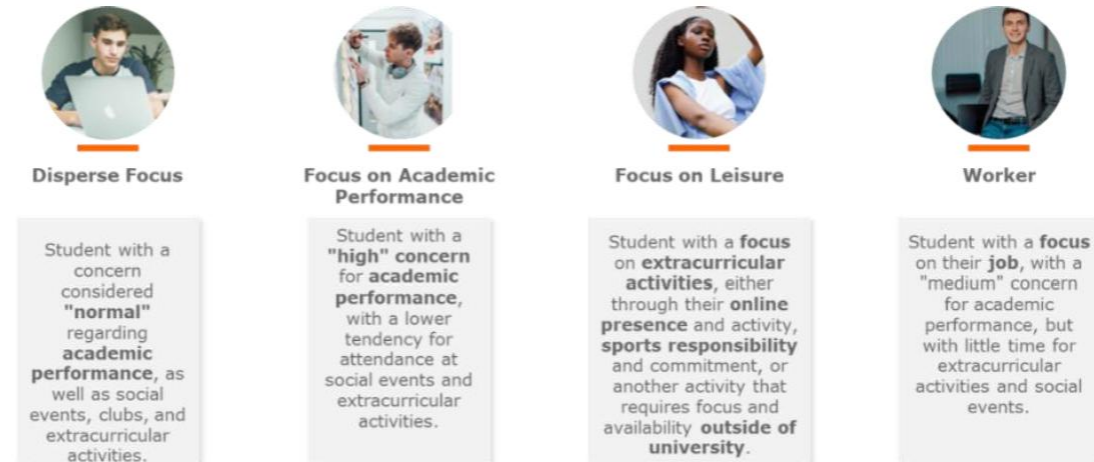 Disperse Focus
Student with a
concern
considered
"normal"
regarding
academic
performance, as
well as social
events, clubs, and
extracurricular
activities.
Focus on Academic
Performance
Student with a
"high" concern
for academic
performance,
with a lower
tendency for
attendance at
social events and
extracurricular
activities.
Focus on Leisure
Student with a focus
on extracurricular
activities, either
through their online
presence and activity,
sports responsibility
and commitment, or
another activity that
requires focus and
availability outside of
university.
Worker
Student with a focus
on their job, with a
"medium" concern
for academic
performance, but
with little time for
extracurricular
activities and social
events.